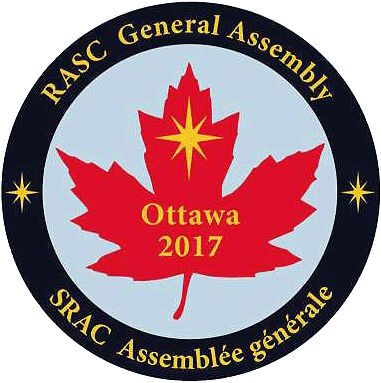 RASC General Assembly
Ottawa
2017
SRAC Assemblée générale